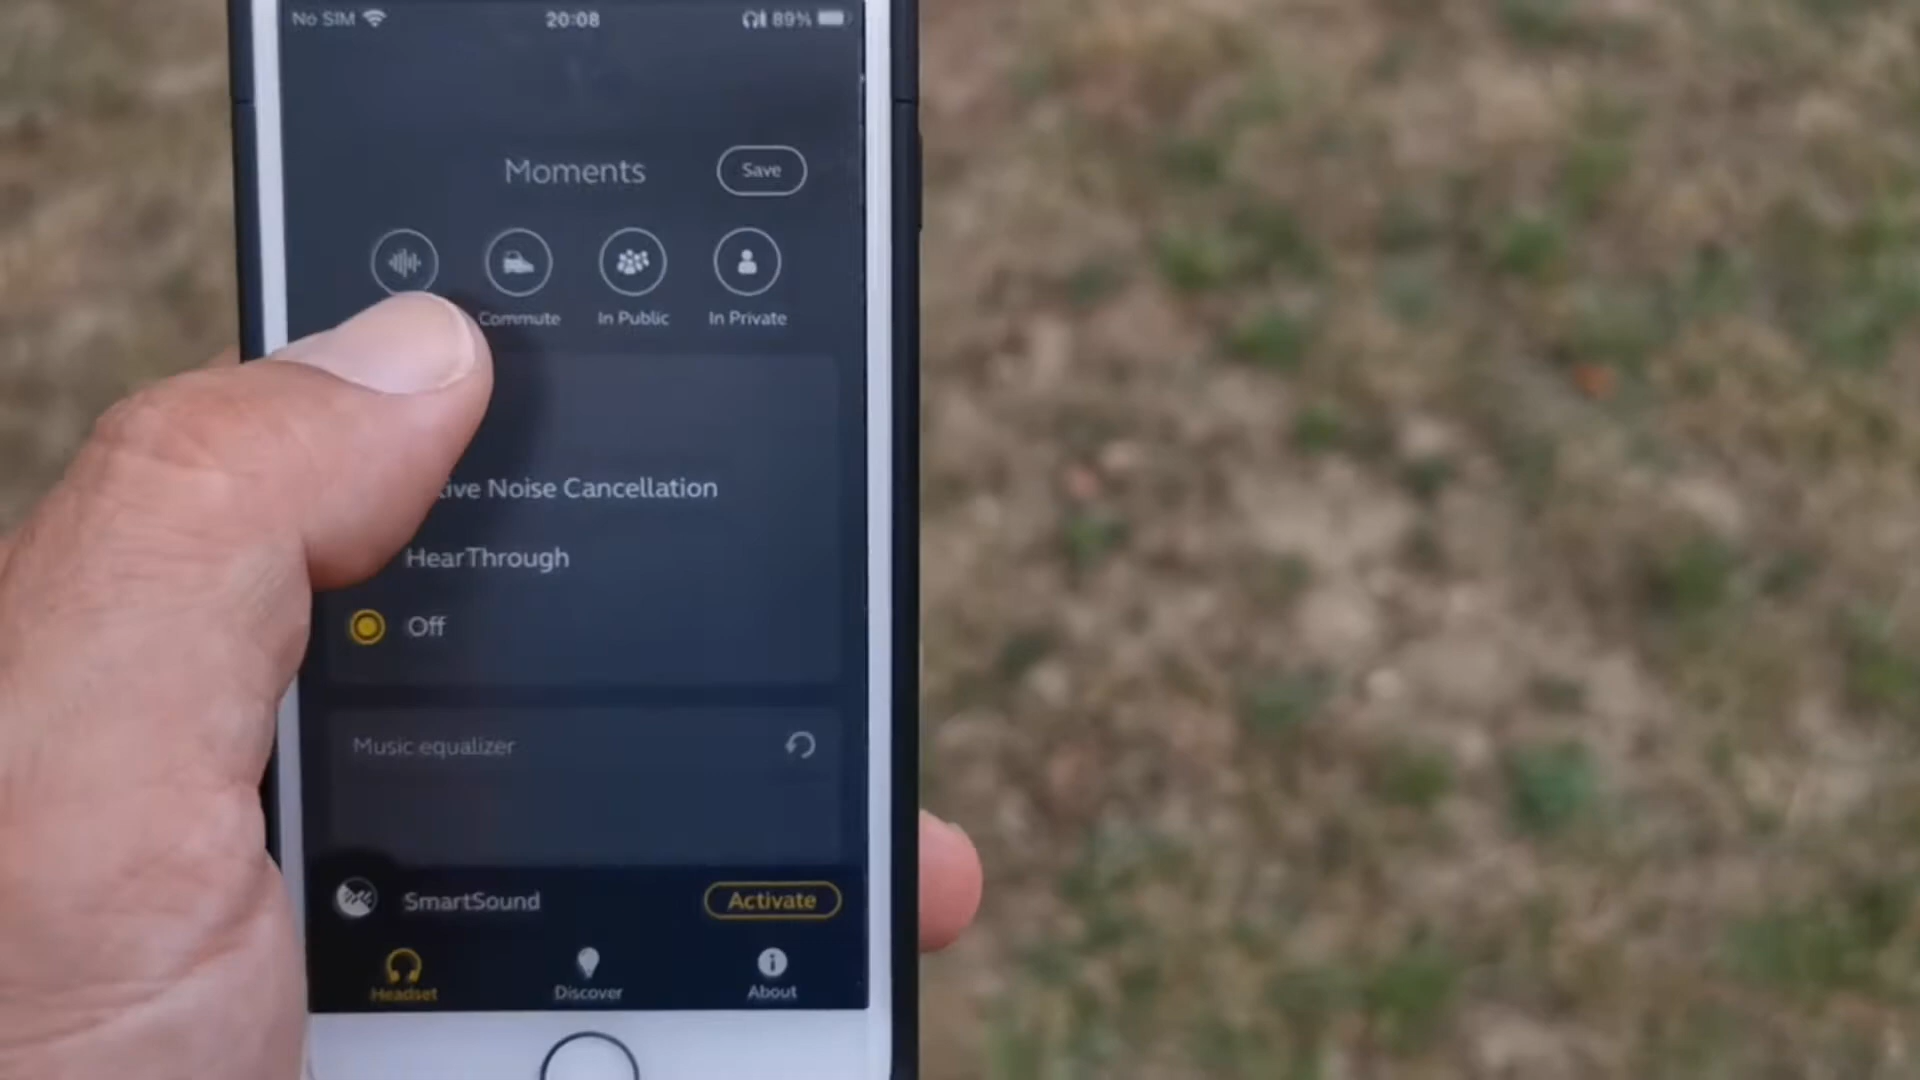 No SIM 20:08 89%
Moments Save
Commute In Public In Private
tive Noise Cancellation
HearThrough
Off
Music equalizer
SmartSound Activate
Headset Discover About